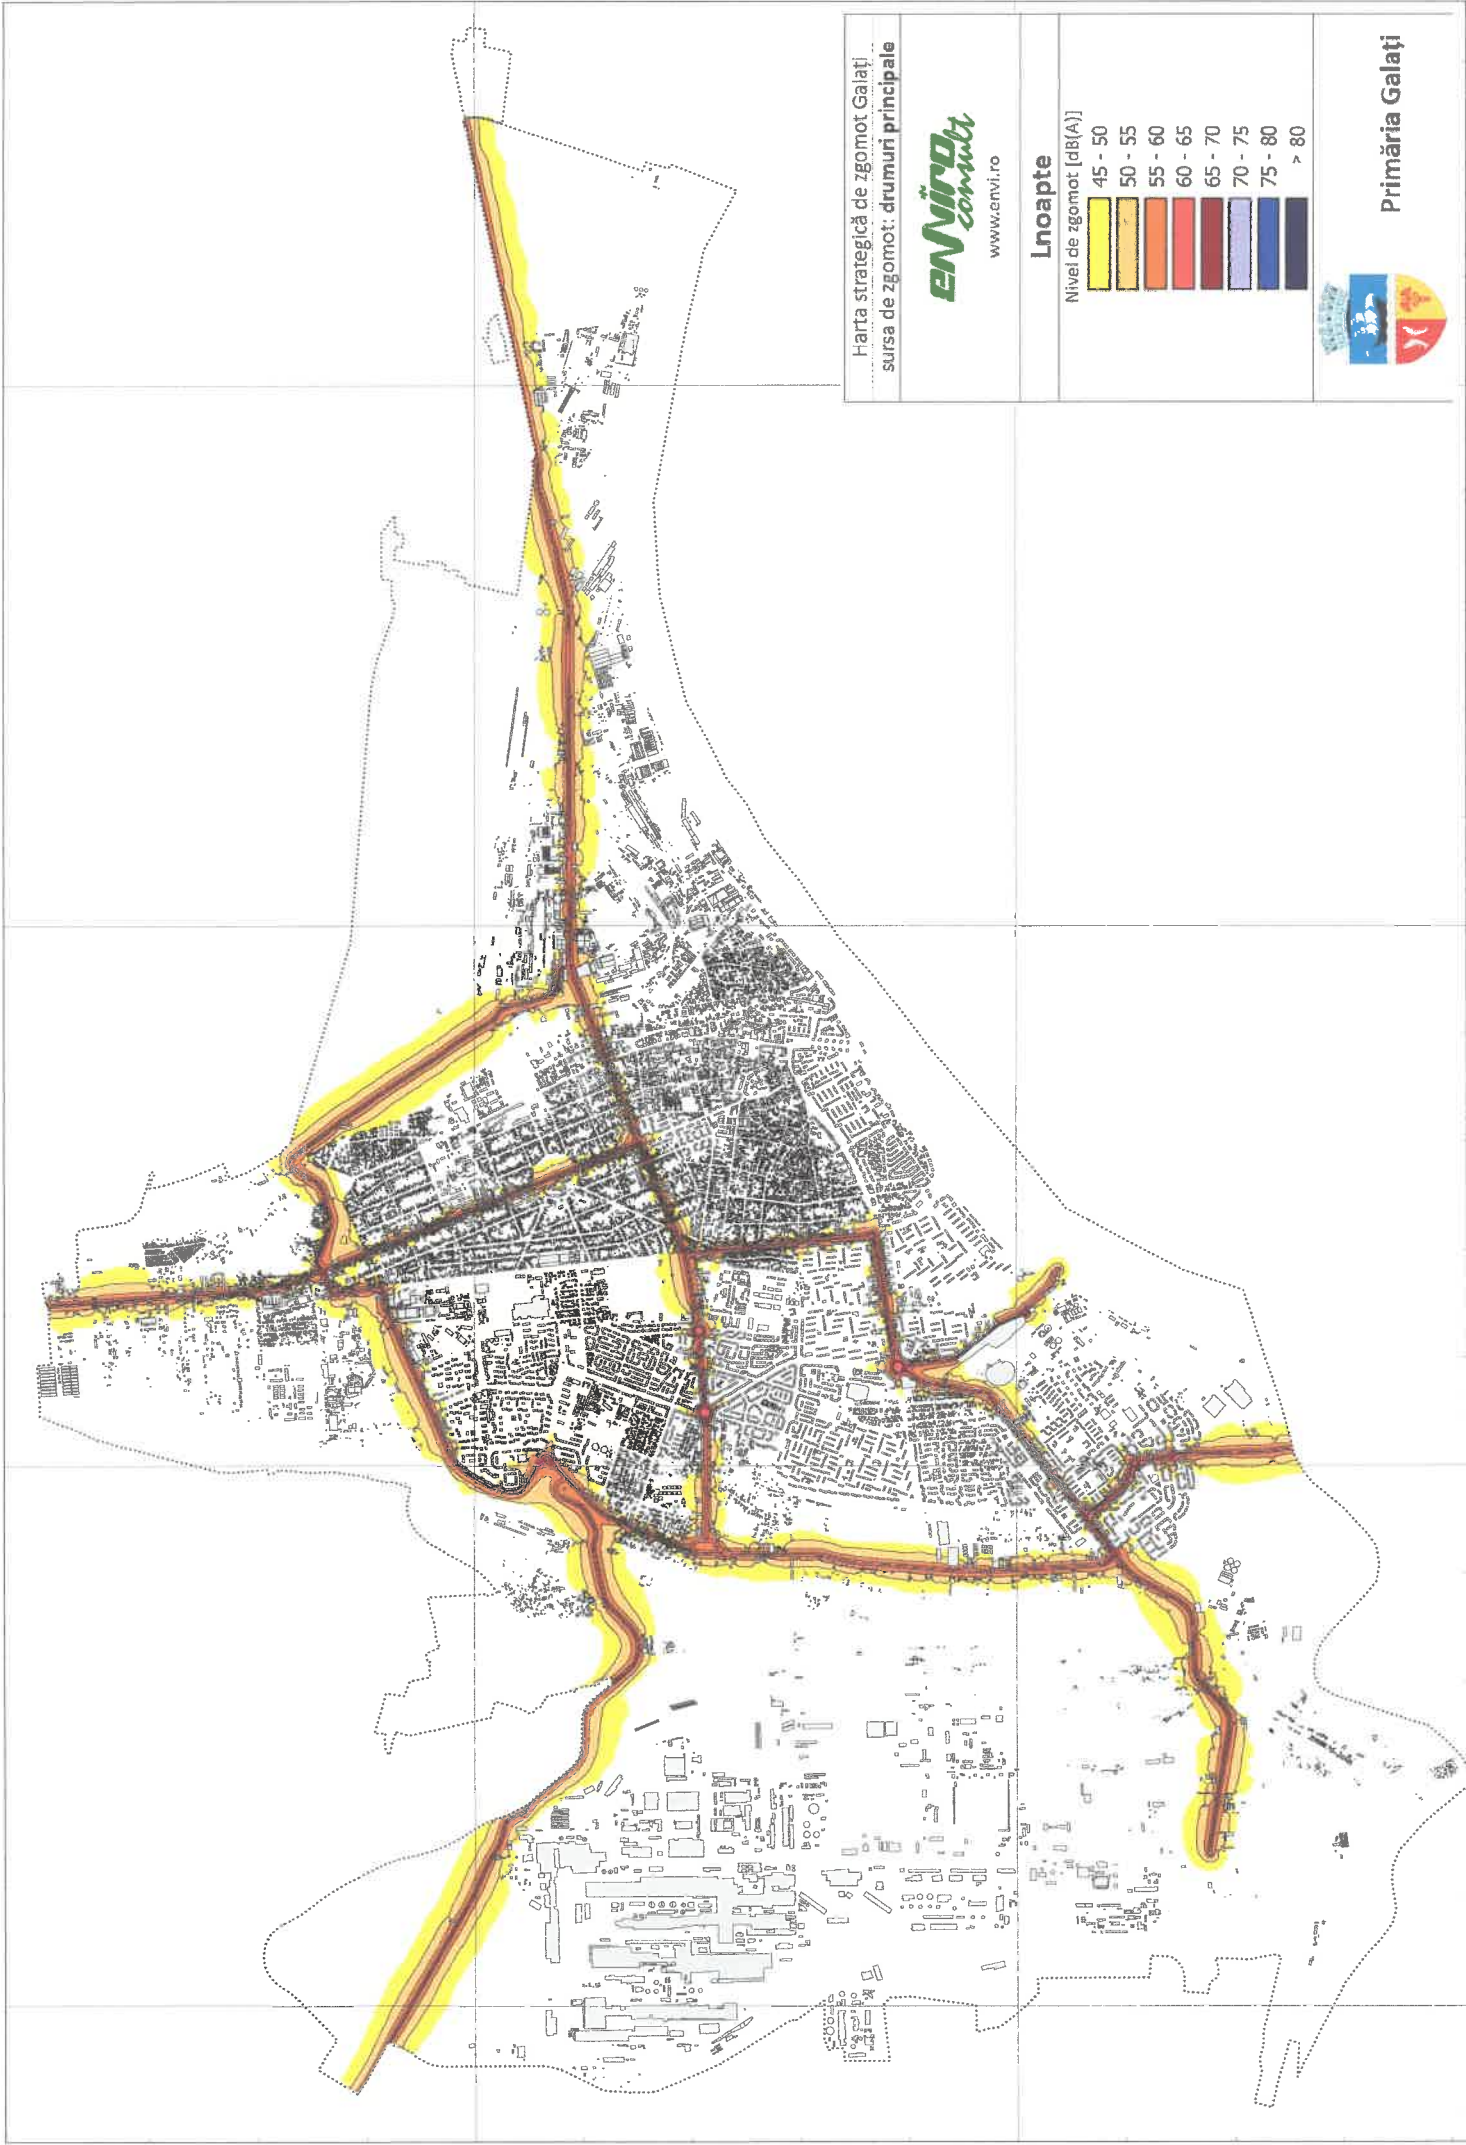 Harta strategică de zgomot Galați
sursa de zgomot: drumuri principale
enviro
consult
www.envi.ro
Lnoapte
Nivel de zgomot [dB(A)]
45 - 50
50 - 55
55 - 60
60 - 65
65 - 70
70 - 75
75 - 80
> 80
Primăria Galați